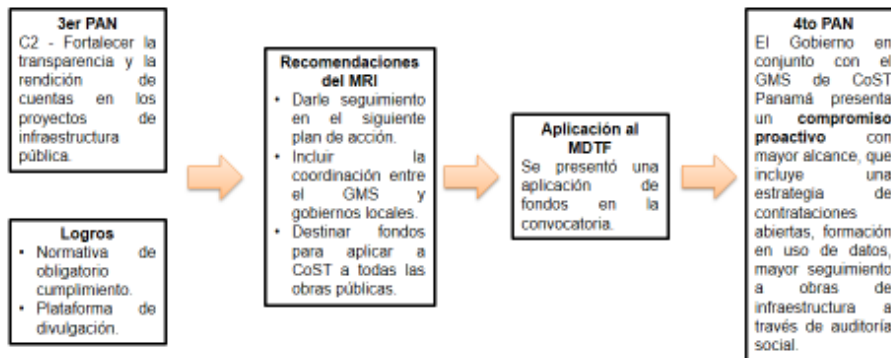 3er PAN
C2 - Fortalecer la
transparencia y la
rendición de
cuentas en los
proyectos de
infraestructura
pública.
Logros
• Normativa de
obligatorio
cumplimiento.
• Plataforma de
divulgación.
Recomendaciones
del MRI
• Darle seguimiento
en el siguiente
plan de acción.
• Incluir la
coordinación entre
el GMS y
gobiernos locales.
• Destinar fondos
para aplicar a
CoST a todas las
obras públicas.
Aplicación al
MDTF
Se presentó una
aplicación de
fondos en la
convocatoria.
4to PAN
El Gobierno en
conjunto con el
GMS de CoST
Panamá presenta
un compromiso
proactivo con
mayor alcance, que
incluye una
estrategia de
contrataciones
abiertas, formación
en uso de datos,
mayor seguimiento
a obras de
infraestructura a
través de auditoría
social.